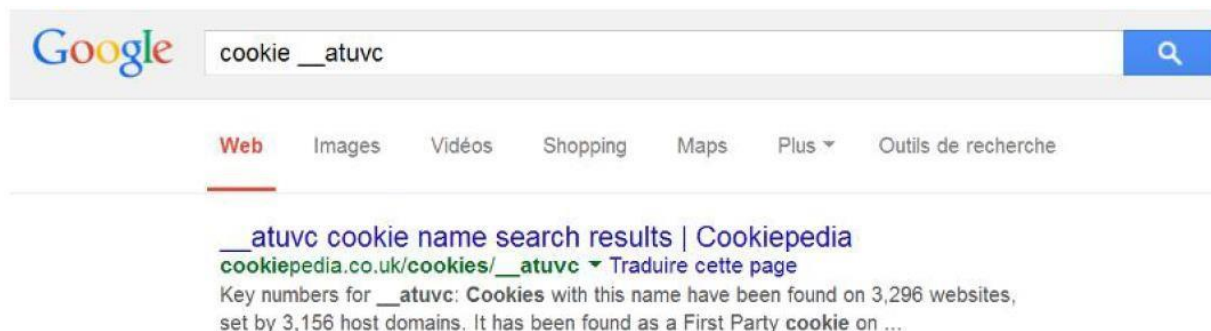 Google cookie __atuvc
Web Images Vidéos Shopping Maps Plus Outils de recherche
__atuvc cookie name search results | Cookiepedia
cookiepedia.co.uk/cookies/__atuvc Traduire cette page
Key numbers for __atuvc: Cookies with this name have been found on 3,296 websites,
set by 3,156 host domains. It has been found as a First Party cookie on ...